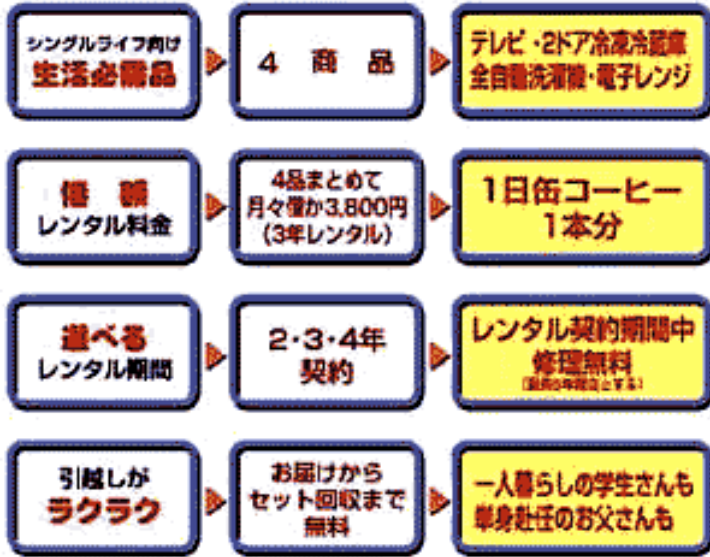 シングルライフ向け
生活必需品
4 商 品
テレビ・2ドア冷凍冷蔵庫
全自動洗濯機・電子レンジ
レンタル料金
4品まとめて
月々僅か3,800円
(3年レンタル)
1日缶コーヒー
1本分
選べる
レンタル期間
2・3・4年
契約
レンタル契約期間中
修理無料
引越しが
ラクラク
お届けから
セット回収まで
無料
一人暮らしの学生さんも
単身赴任のお父さんも